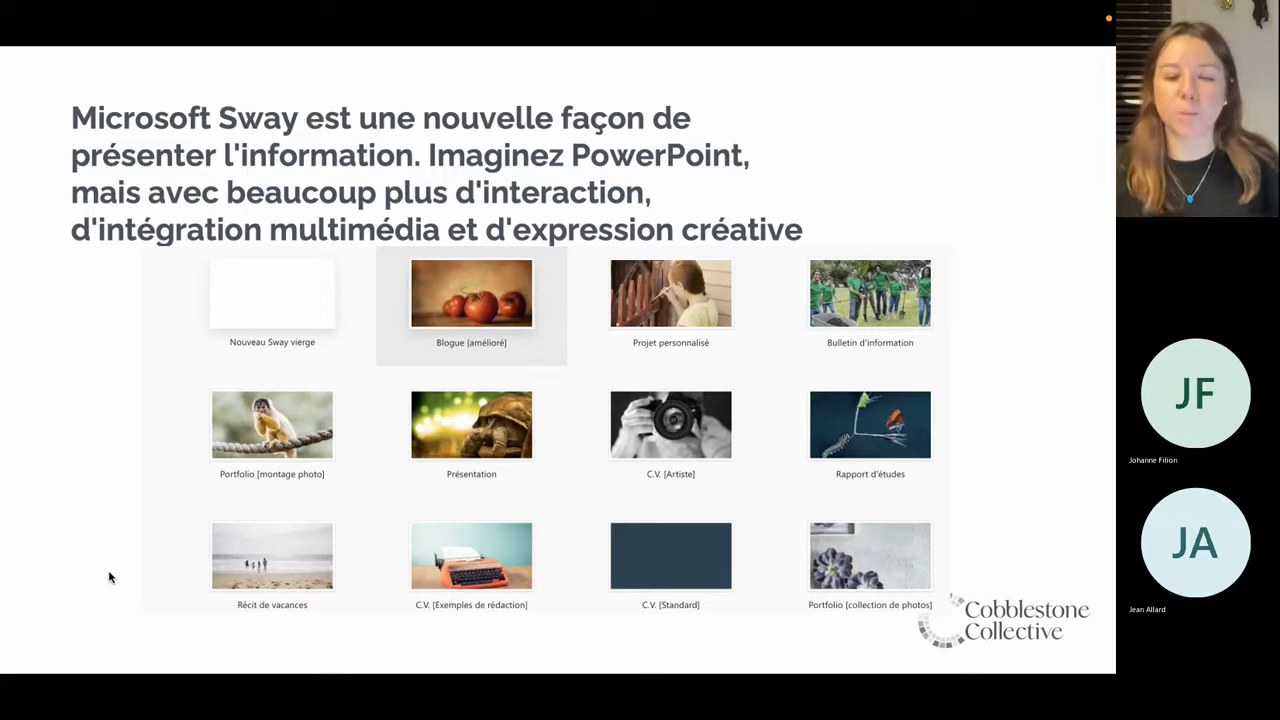 Microsoft Sway est une nouvelle façon de
présenter l'information. Imaginez PowerPoint,
mais avec beaucoup plus d'interaction,
d'intégration multimédia et d'expression créative
Nouveau Sway vierge
Blogue [amélioré]
Projet personnalisé
Bulletin d'information
Portfolio [montage photo]
Présentation
C.V. [Artiste]
Rapport d'études
Récit de vacances
C.V. [Exemples de rédaction]
C.V. [Standard]
Portfolio [collection de photos]
Cobblestone
Collective
JF
Johanne Filion
JA
Jean Allard